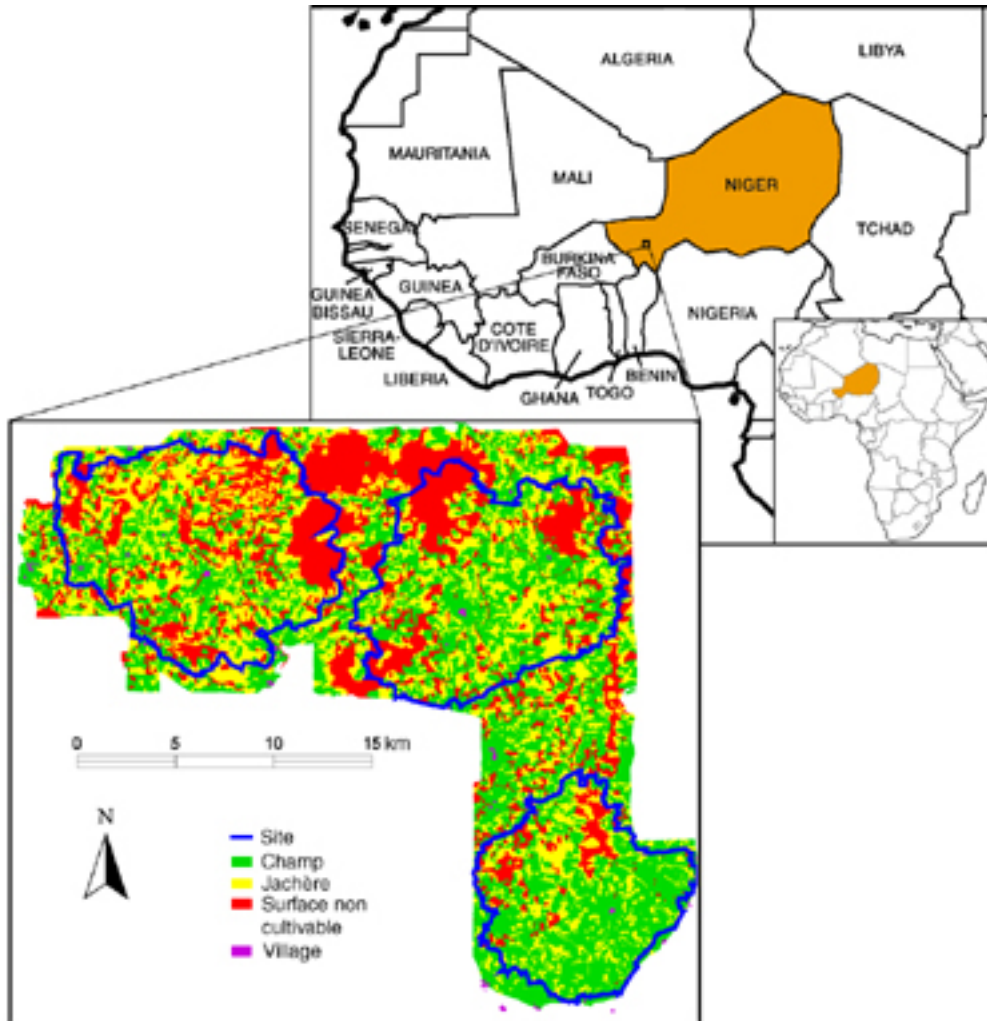 ALGERIA
LIBYA
MAURITANIA
MALI
NIGER
TCHAD
SENEGAL
BURKINA
FASO
GUINEA
GUINEA
BISSAU
SIERRA-
LEONE
COTE
D'IVOIRE
NIGERIA
LIBERIA
GHANA
TOGO
BENIN
0 5 10 15 km
N
Site
Champ
Jachère
Surface non
cultivable
Village